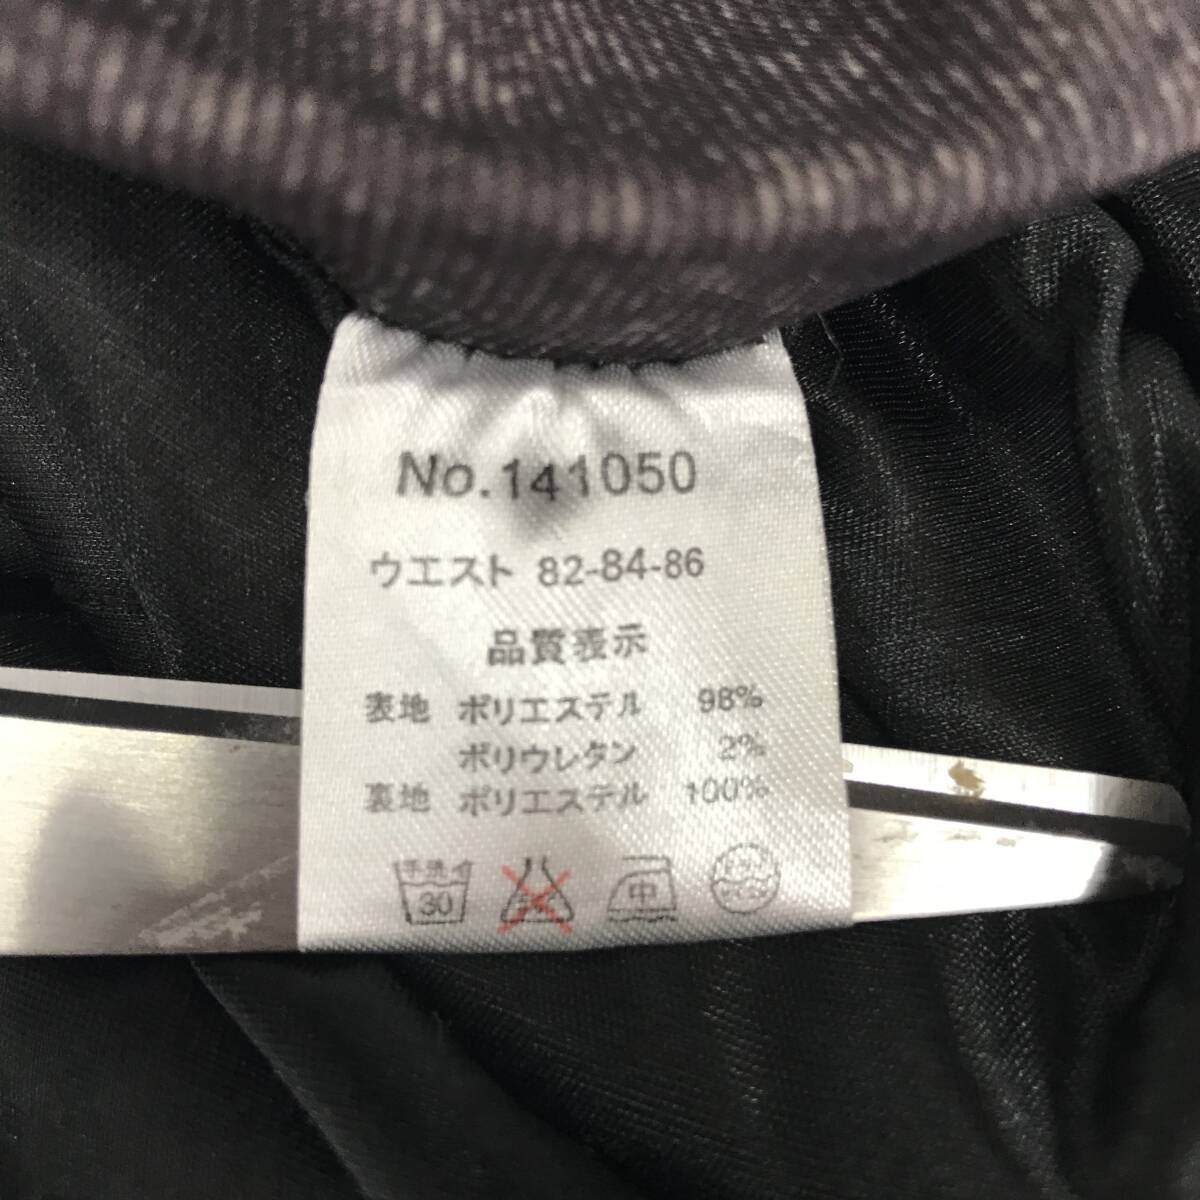 No.141050
ウエスト 82-84-86
品質表示
表地 ポリエステル 98%
ポリウレタン 2%
裏地 ポリエステル 100%
手洗イ
30
中